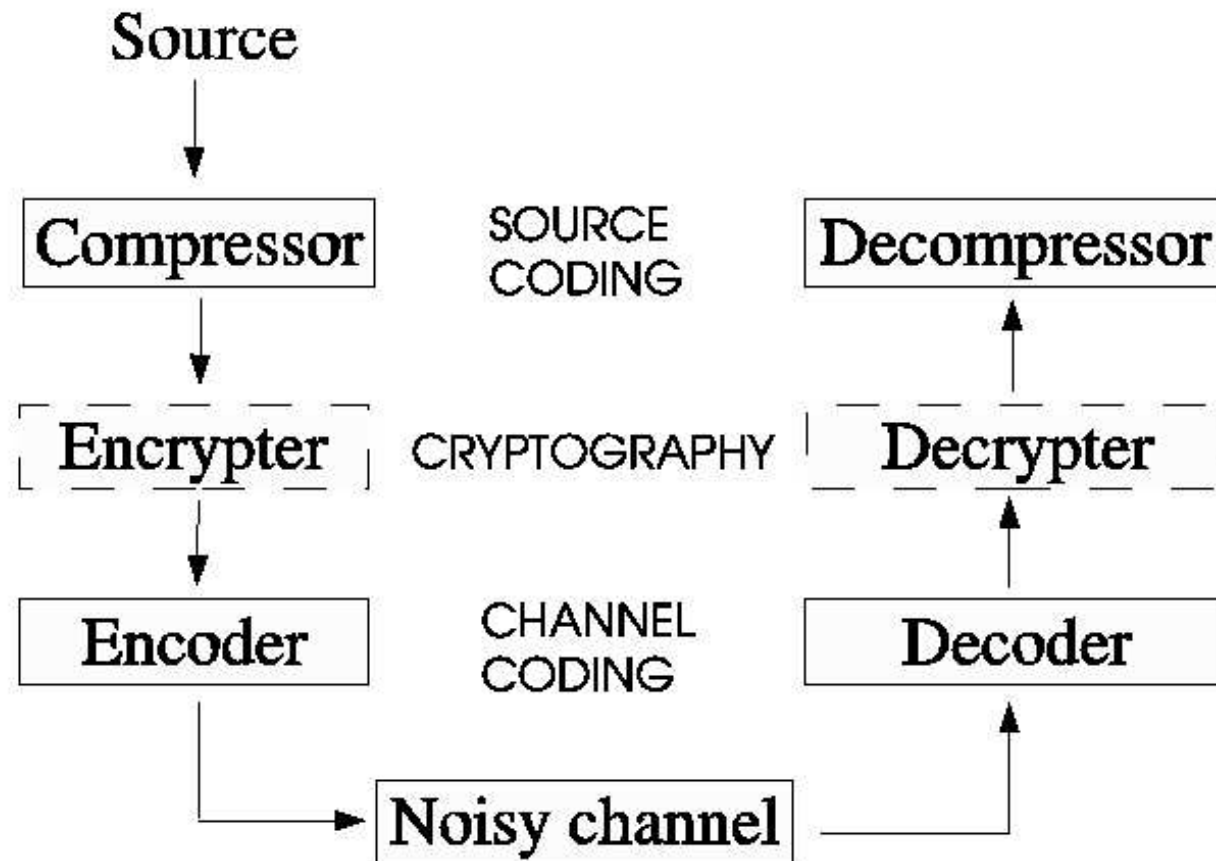 Source
Compressor
SOURCE
CODING
Decompressor
Encrypter
CRYPTOGRAPHY
Decrypter
Encoder
CHANNEL
CODING
Decoder
Noisy channel